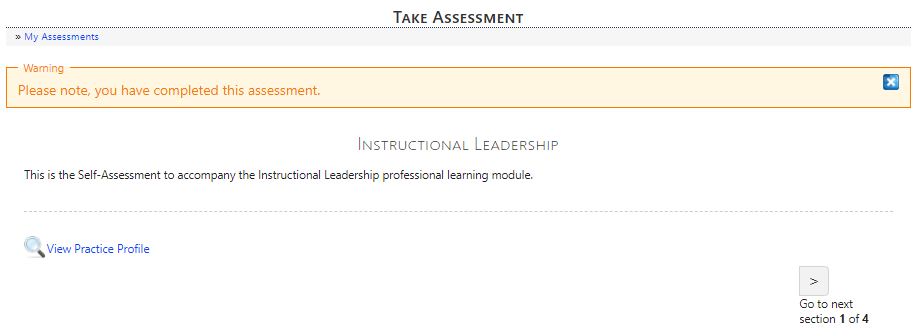 Take Assessment
» My Assessments
Warning
Please note, you have completed this assessment.
Instructional Leadership
This is the Self-Assessment to accompany the Instructional Leadership professional learning module.
View Practice Profile
>
Go to next
section 1 of 4